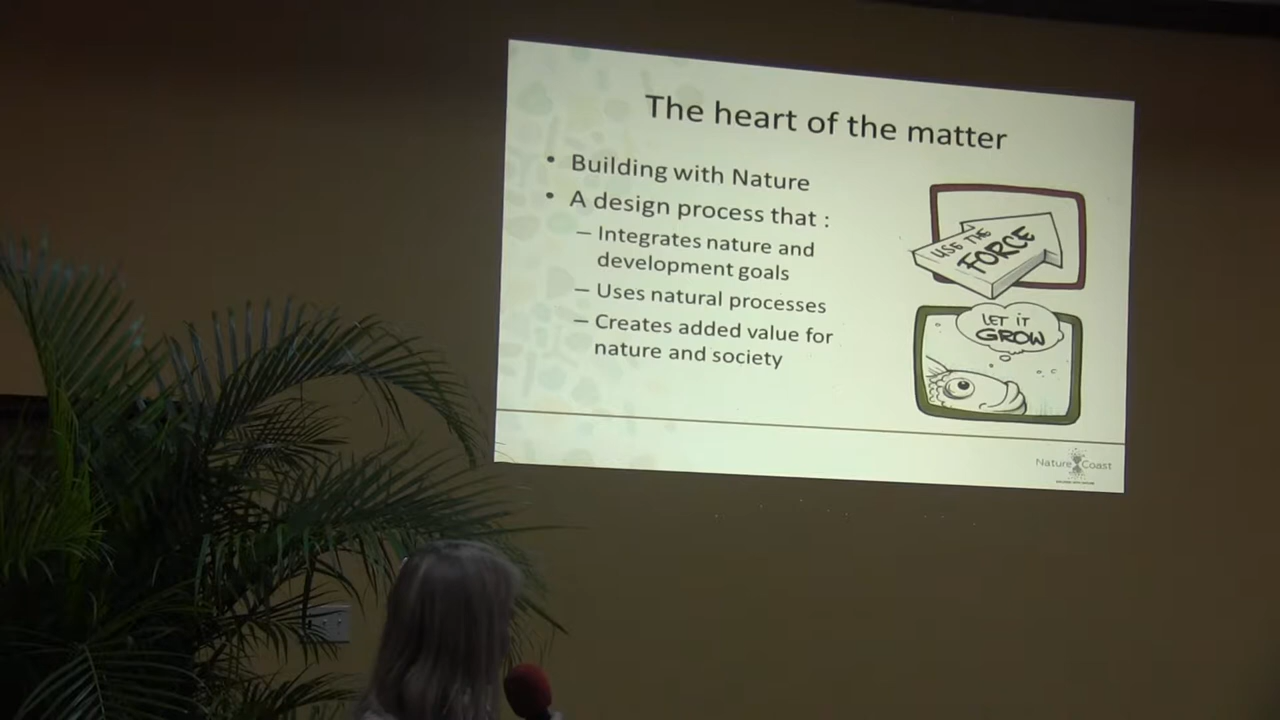 The heart of the matter
• Building with Nature
• A design process that :
– Integrates nature and
development goals
– Uses natural processes
– Creates added value for
nature and society
USE THE
FORCE
LET IT
GROW
Nature Coast